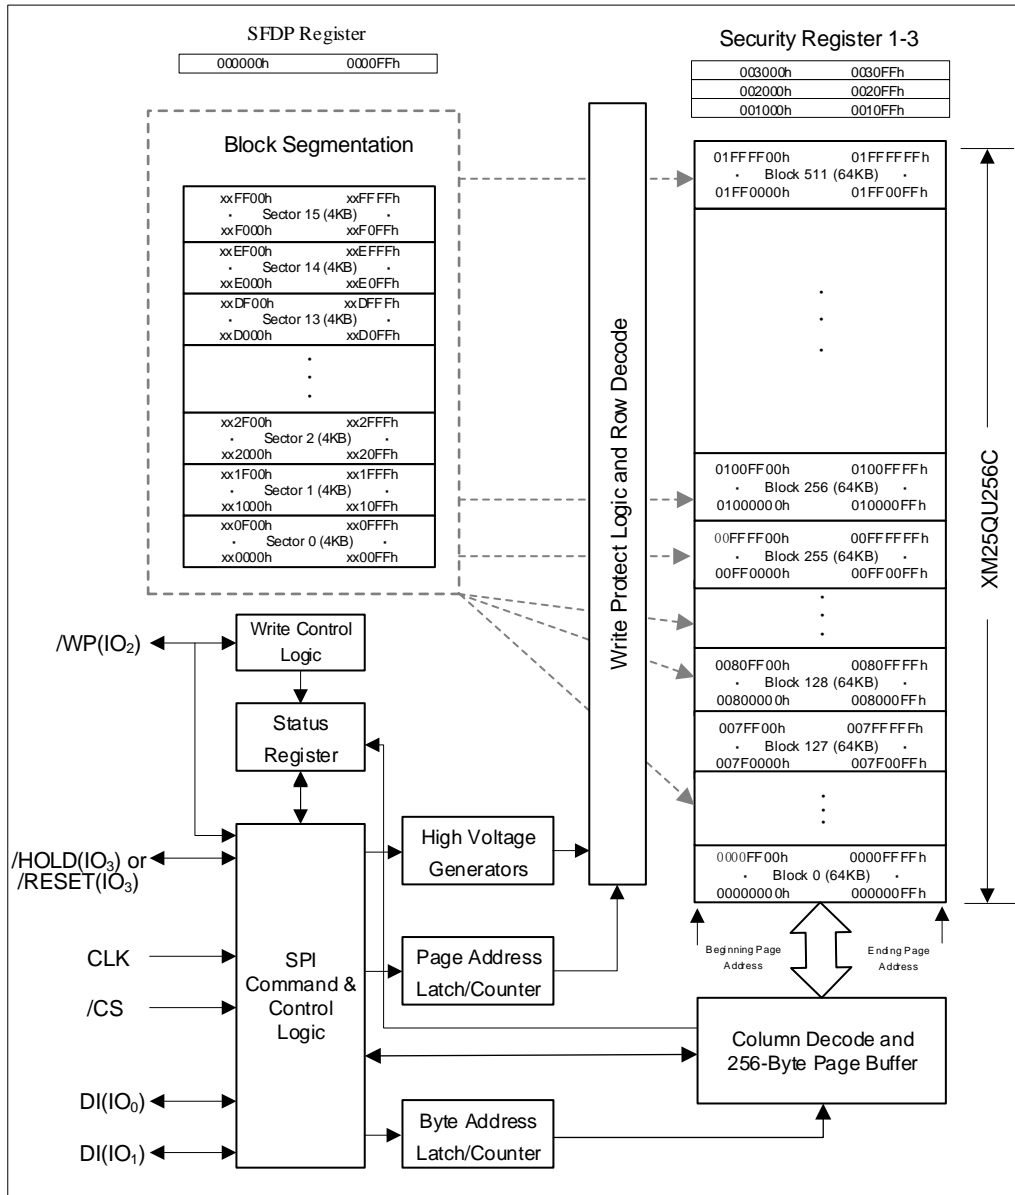 SFDP Register
000000h 0000FFh
Security Register 1-3
003000h 0030FFh
002000h 0020FFh
001000h 0010FFh
Block Segmentation
xxFF00h xxFFFFh
· Sector 15 (4KB) ·
xxF000h xxF0FFh
xxEF00h xxEFFFh
· Sector 14 (4KB) ·
xxE000h xxE0FFh
xxDF00h xxDFFFh
· Sector 13 (4KB) ·
xxD000h xxD0FFh
xx2F00h xx2FFFh
· Sector 2 (4KB) ·
xx2000h xx20FFh
xx1F00h xx1FFFh
· Sector 1 (4KB) ·
xx1000h xx10FFh
xx0F00h xx0FFFh
· Sector 0 (4KB) ·
xx0000h xx00FFh
Write Protect Logic and Row Decode
01FFFF00h 01FFFFFFh
· Block 511 (64KB) ·
01FF0000h 01FF00FFh
0100FF00h 0100FFFFh
· Block 256 (64KB) ·
01000000h 010000FFh
00FFFF00h 00FFFFFFh
· Block 255 (64KB) ·
00FF0000h 00FF00FFh
0080FF00h 0080FFFFh
· Block 128 (64KB) ·
00800000h 008000FFh
007FFF00h 007FFFFFh
· Block 127 (64KB) ·
007F0000h 007F00FFh
0000FF00h 0000FFFFh
· Block 0 (64KB) ·
00000000h 000000FFh
XM25QU256C
Beginning Page
Address
Ending Page
Address
/WP(IO2)
Write Control
Logic
Status
Register
/HOLD(IO3) or
/RESET(IO3)
CLK
/CS
DI(IO0)
DI(IO1)
SPI
Command &
Control
Logic
High Voltage
Generators
Page Address
Latch/Counter
Byte Address
Latch/Counter
Column Decode and
256-Byte Page Buffer